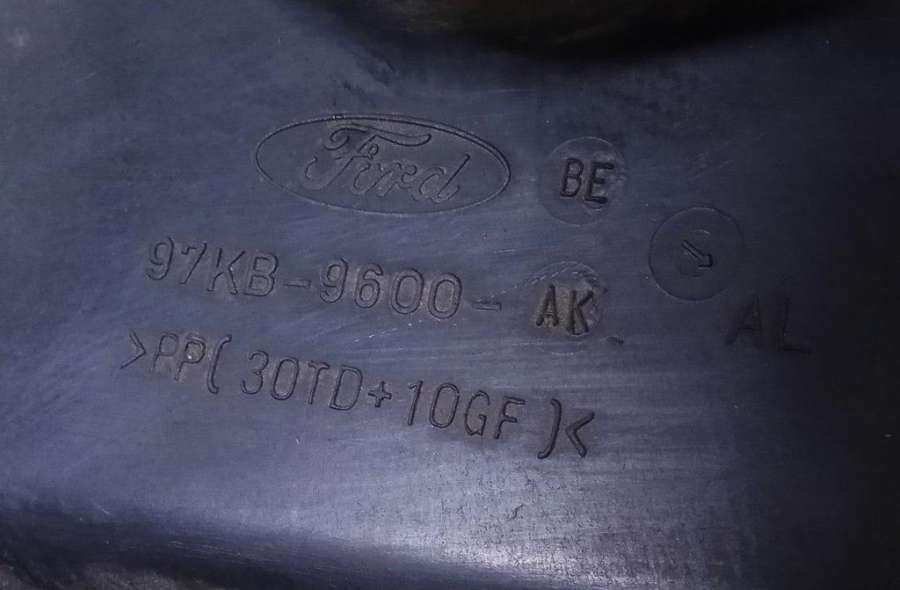 Ford BE
97KB-9600-AK AL
>PP(30TD+10GF)<